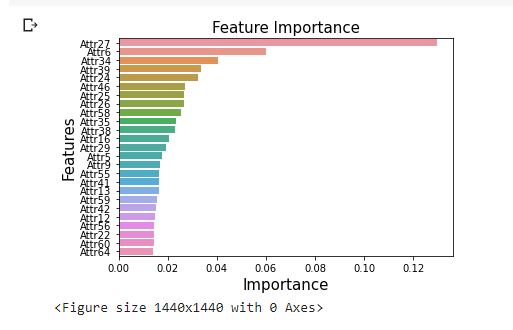 Feature Importance
Attr27
Attr6
Attr34
Attr39
Attr24
Attr46
Attr25
Attr26
Attr58
Attr35
Attr38
Attr16
Attr29
Attr5
Attr9
Attr55
Attr41
Attr13
Attr59
Attr42
Attr12
Attr56
Attr22
Attr60
Attr64
Features
0.00 0.02 0.04 0.06 0.08 0.10 0.12
Importance
<Figure size 1440x1440 with 0 Axes>